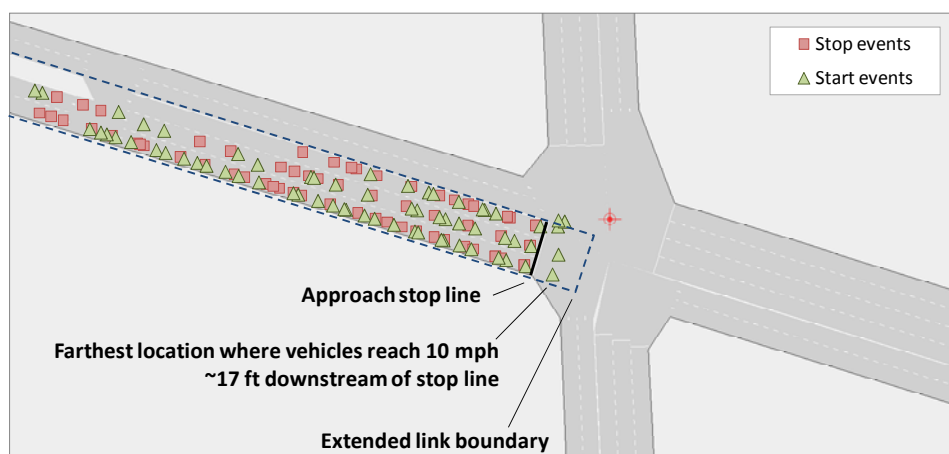 Stop events
Start events
Approach stop line
Farthest location where vehicles reach 10 mph
~17 ft downstream of stop line
Extended link boundary